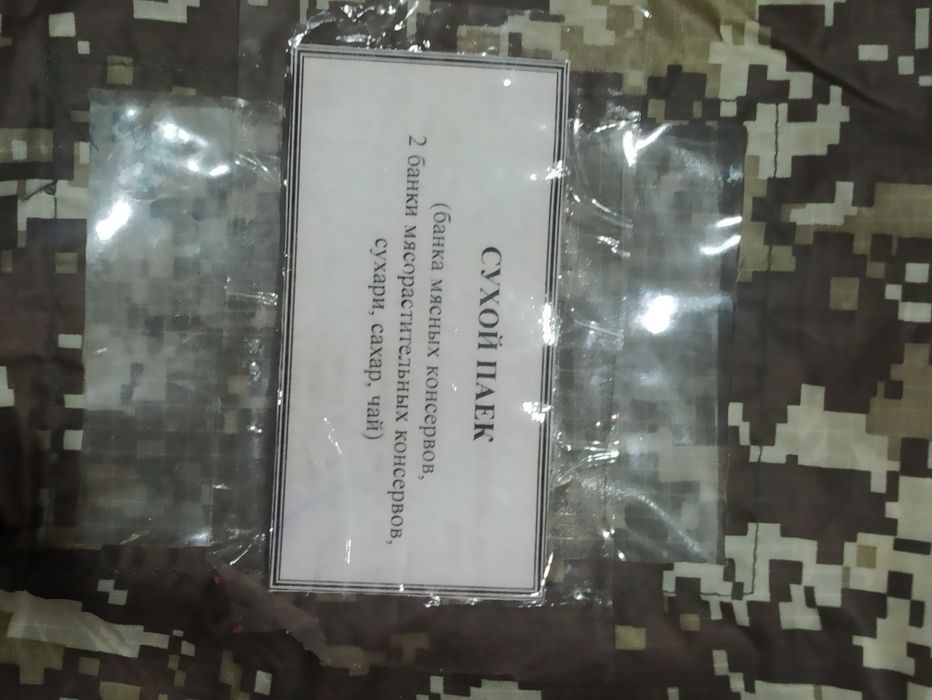 СУХОЙ ПАЕК
(банка мясных консервов,
2 банки мясорастительных консервов,
сухари, сахар, чай)